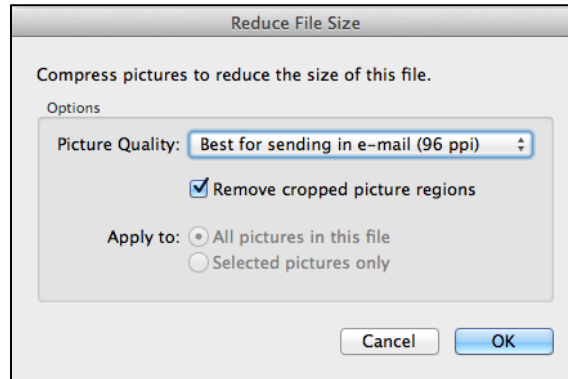 Reduce File Size
Compress pictures to reduce the size of this file.
Options
Picture Quality: Best for sending in e-mail (96 ppi)
Remove cropped picture regions
Apply to: All pictures in this file
Selected pictures only
Cancel OK